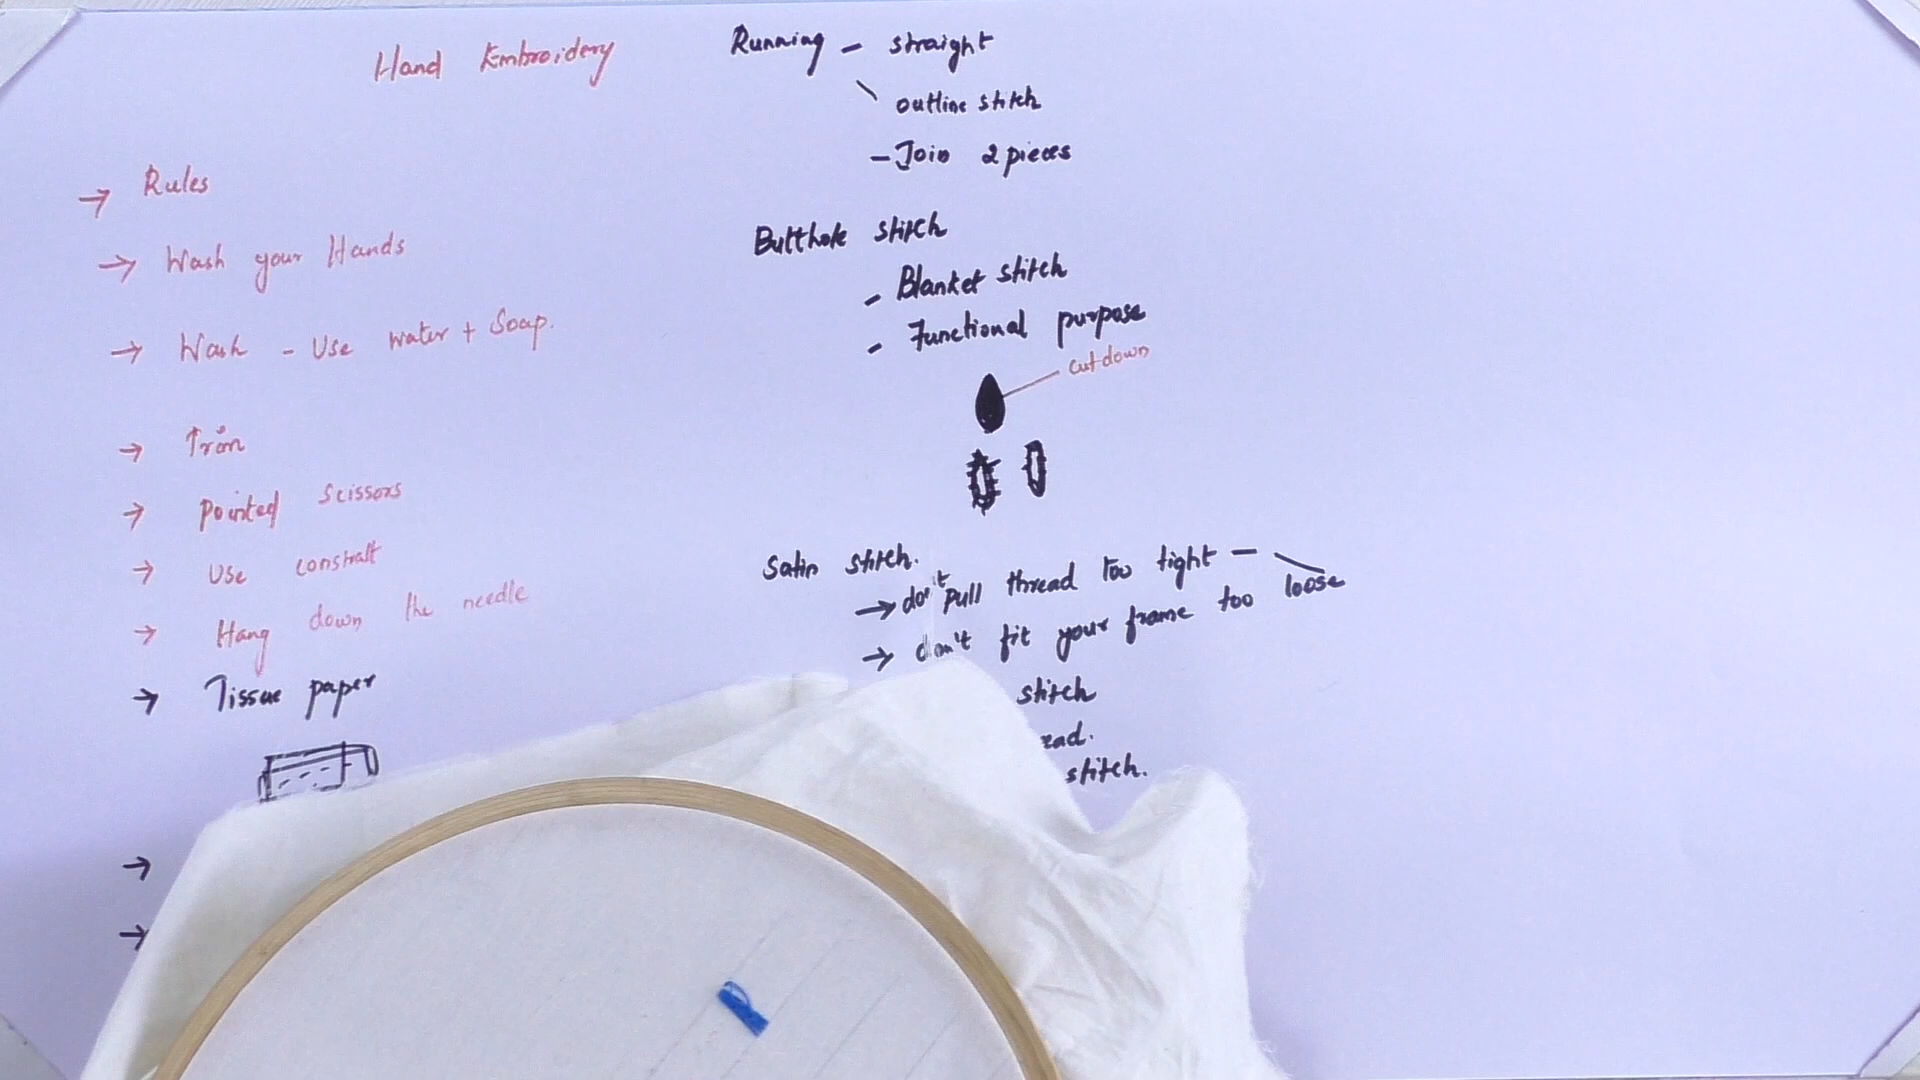 Hand Embroidery
→ Rules
→ Wash your Hands
→ Wash - Use water + Soap.
→ Iron
→ Pointed scissors
→ Use constratt
→ Hang down the needle
→ Tissue paper
→
→
Running - straight
outline stitch
- Join 2 pieces
Butthole stitch
- Blanket stitch
- Functional purpose
cut down
Satin stitch.
→ don't pull thread too tight -
→ don't fit your frame too loose
stitch
ead.
stitch.